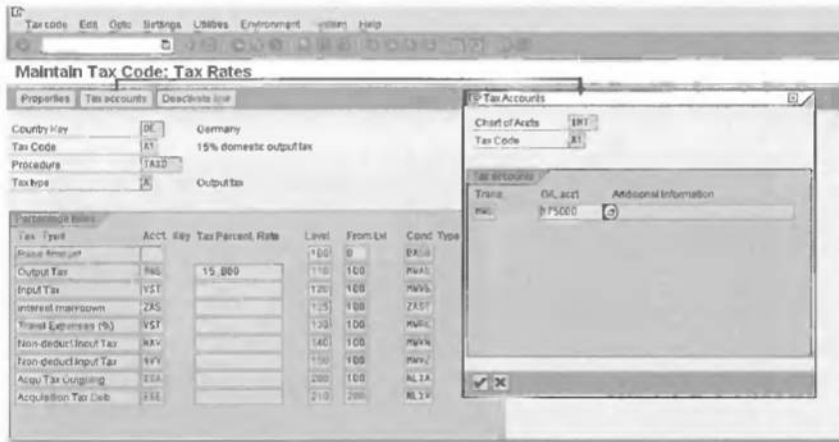 Tax code Edit Goto Settings Utilities Environment System Help
Maintain Tax Code: Tax Rates
Properties Tax accounts Deactivate line
Country Key DE Germany
Tax Code A1 15% domestic output tax
Procedure TAXD
Tax type A Output tax
Percentage rates
Tax Type Acct Key Tax Percent. Rate Level From Lvl Cond Type
Base Amount 100 0 BASB
Output Tax MWS 15.000 110 100 MWAS
Input Tax VST 120 100 MWVS
Interest markdown ZAS 125 100 ZAST
Travel Expenses (%) VST 130 100 MWRK
Non-deduct Input Tax NAV 140 100 MWVN
Non-deduct Input Tax NVV 150 100 MWVZ
Acqu Tax Outgoing ESA 200 100 NLXA
Acquisition Tax Deb ESE 210 200 NLXV
Tax Accounts
Chart of Accts INT
Tax Code A1
Tax accounts
Trans. G/L acct Additional Information
MWS 175000